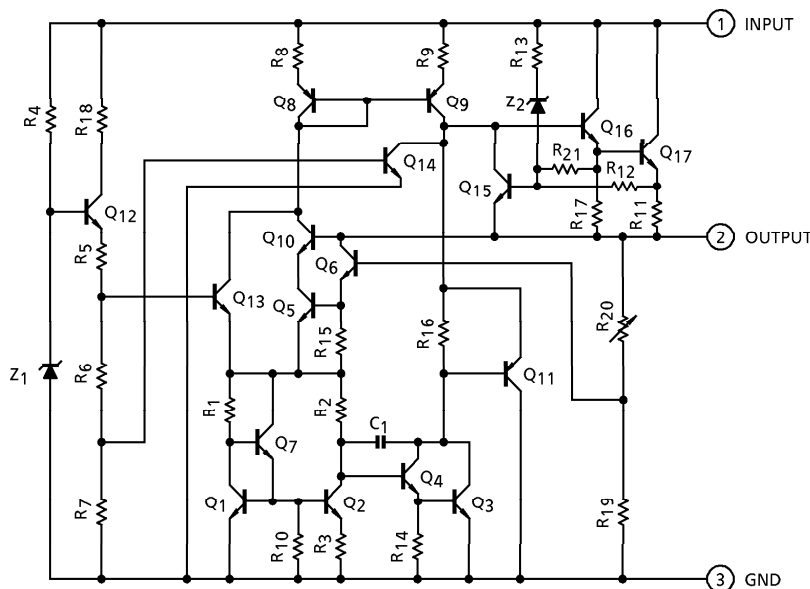 1 INPUT
R8
R9
R13
R4
R18
Q8
Q9
Z2
Q16
Q17
Q14
R21
R12
Q15
Q12
R17
R11
R5
Q10
Q6
2 OUTPUT
Q13
Q5
R15
R16
R20
Z1
R6
Q11
R1
R2
C1
Q7
Q4
R7
Q1
Q2
Q3
R19
R10
R3
R14
3 GND